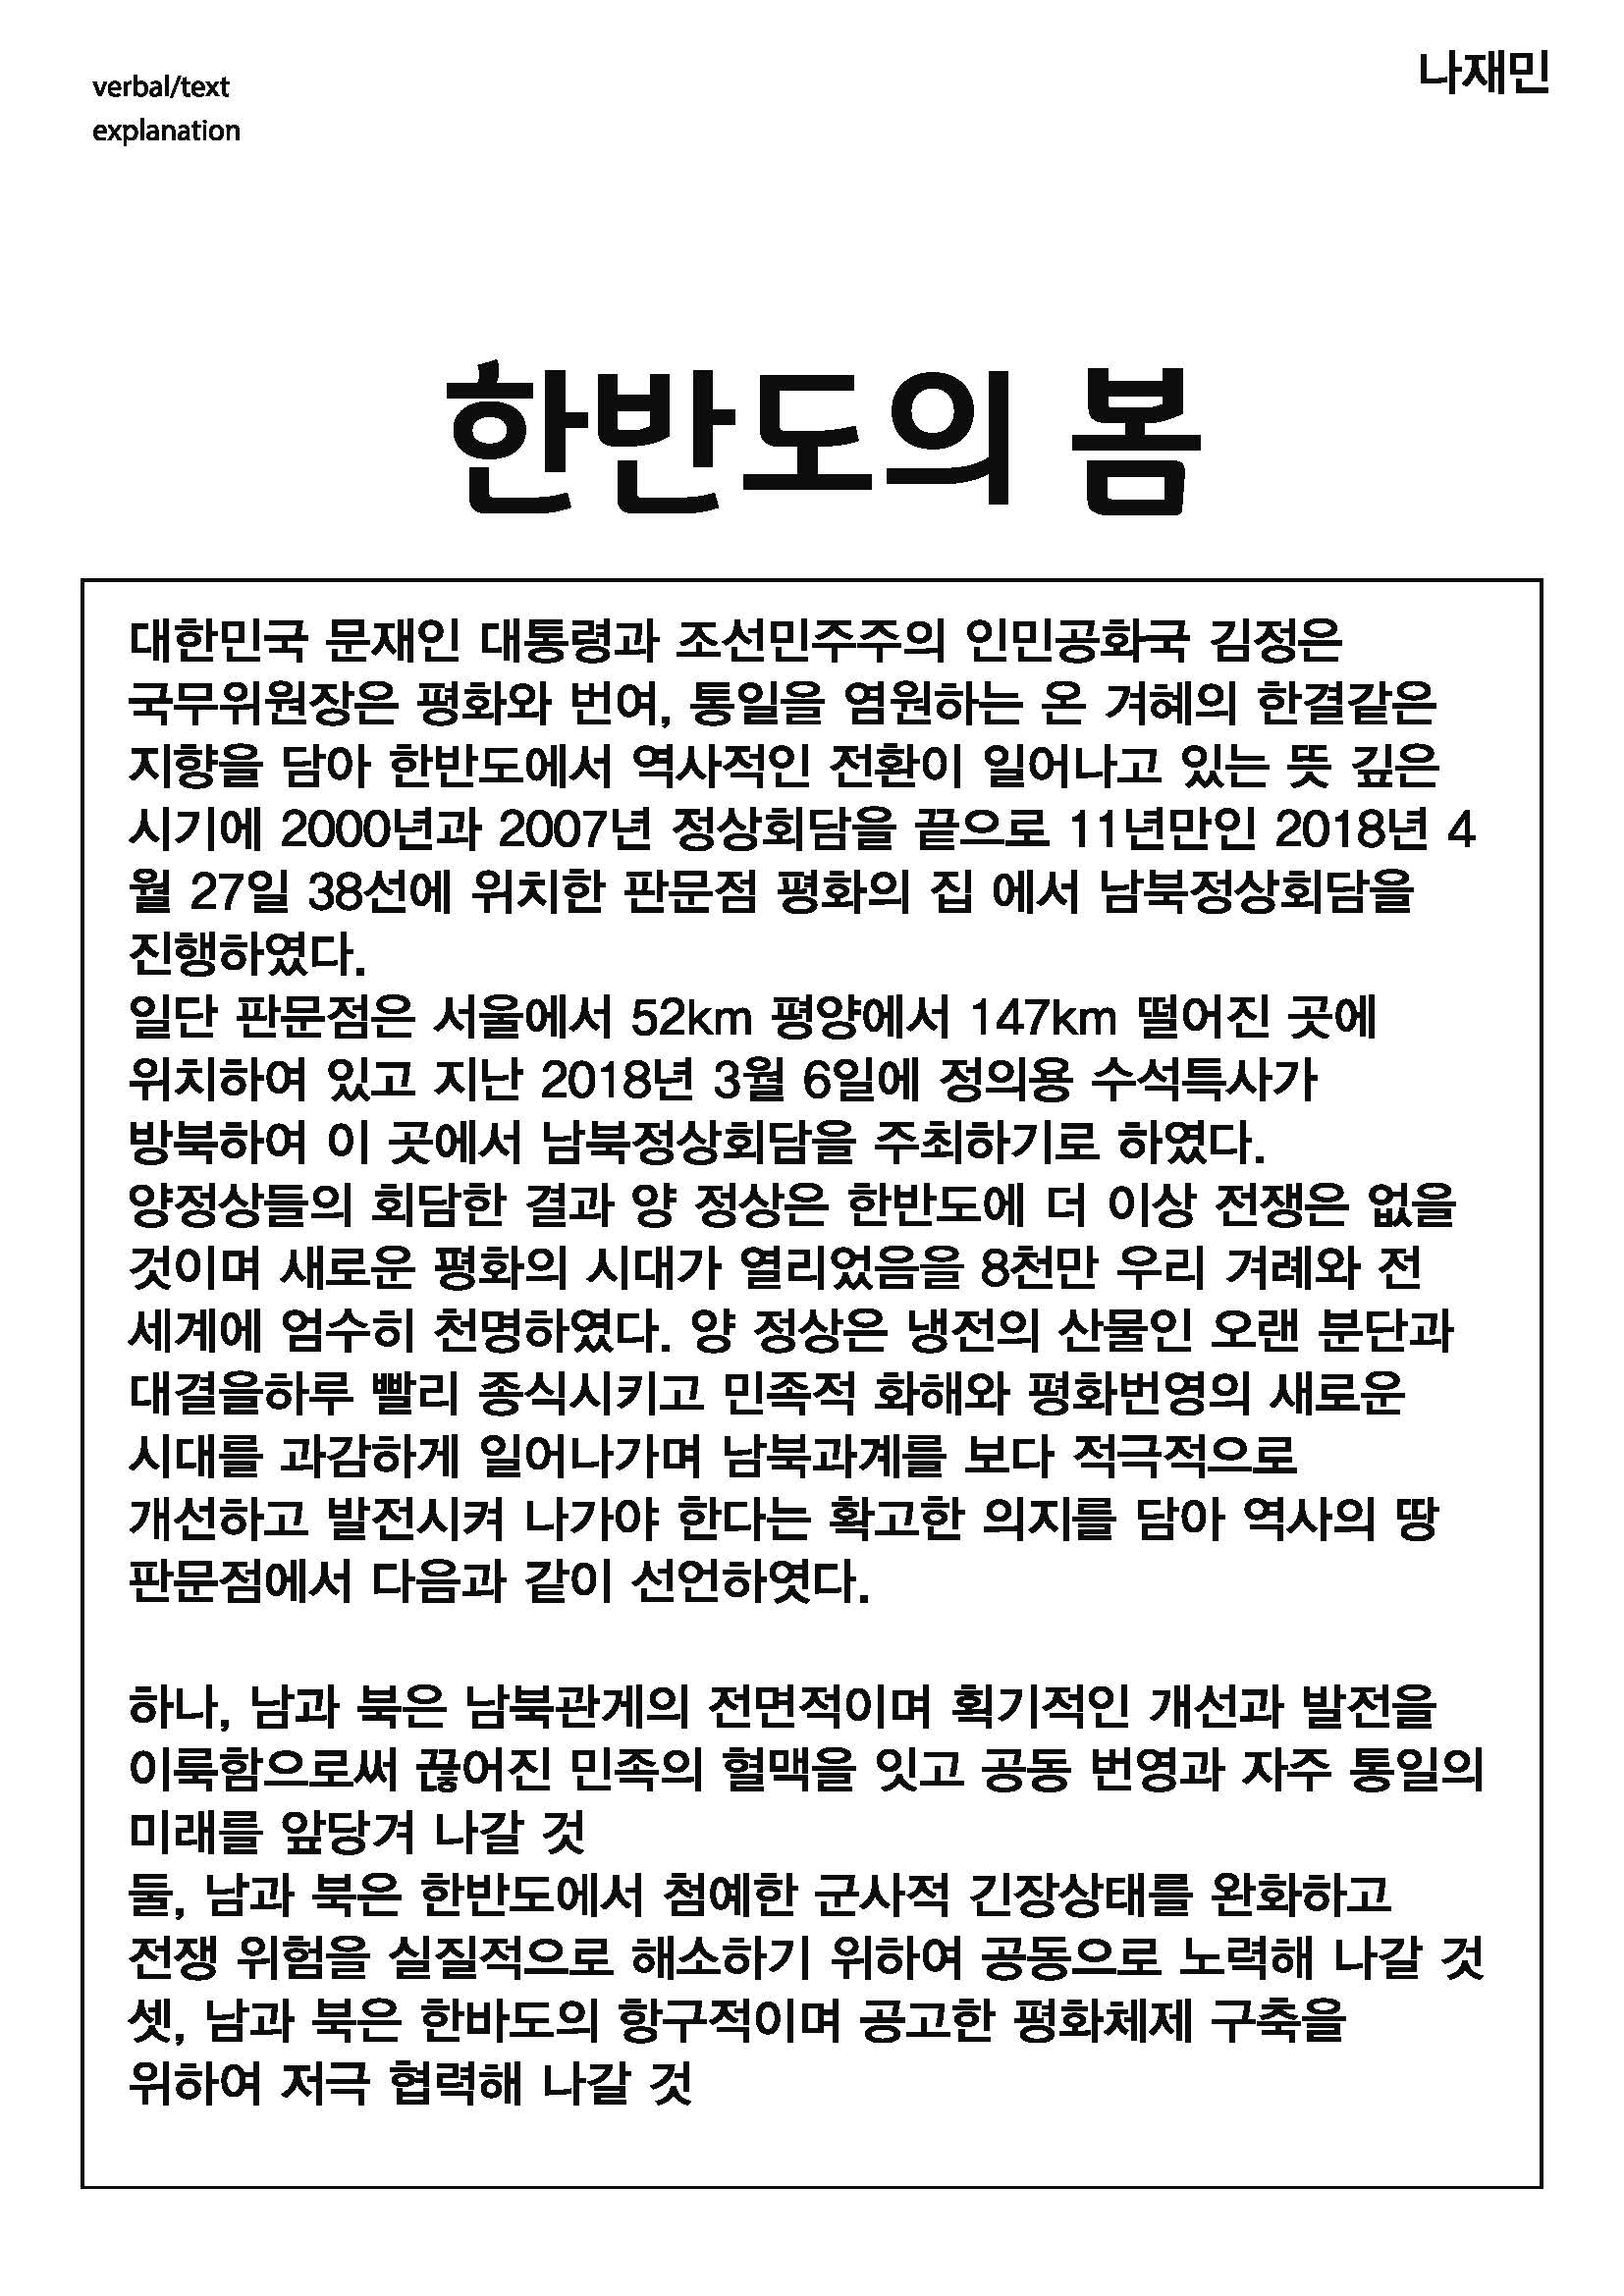 verbal/text
explanation
나재민
한반도의 봄
대한민국 문재인 대통령과 조선민주주의 인민공화국 김정은
국무위원장은 평화와 번여, 통일을 염원하는 온 겨혜의 한결같은
지향을 담아 한반도에서 역사적인 전환이 일어나고 있는 뜻 깊은
시기에 2000년과 2007년 정상회담을 끝으로 11년만인 2018년 4
월 27일 38선에 위치한 판문점 평화의 집 에서 남북정상회담을
진행하였다.
일단 판문점은 서울에서 52km 평양에서 147km 떨어진 곳에
위치하여 있고 지난 2018년 3월 6일에 정의용 수석특사가
방북하여 이 곳에서 남북정상회담을 주최하기로 하였다.
양정상들의 회담한 결과 양 정상은 한반도에 더 이상 전쟁은 없을
것이며 새로운 평화의 시대가 열리었음을 8천만 우리 겨례와 전
세계에 엄수히 천명하였다. 양 정상은 냉전의 산물인 오랜 분단과
대결을하루 빨리 종식시키고 민족적 화해와 평화번영의 새로운
시대를 과감하게 일어나가며 남북과계를 보다 적극적으로
개선하고 발전시켜 나가야 한다는 확고한 의지를 담아 역사의 땅
판문점에서 다음과 같이 선언하엿다.
하나, 남과 북은 남북관게의 전면적이며 획기적인 개선과 발전을
이룩함으로써 끊어진 민족의 혈맥을 잇고 공동 번영과 자주 통일의
미래를 앞당겨 나갈 것
둘, 남과 북은 한반도에서 첨예한 군사적 긴장상태를 완화하고
전쟁 위험을 실질적으로 해소하기 위하여 공동으로 노력해 나갈 것
셋, 남과 북은 한바도의 항구적이며 공고한 평화체제 구축을
위하여 저극 협력해 나갈 것